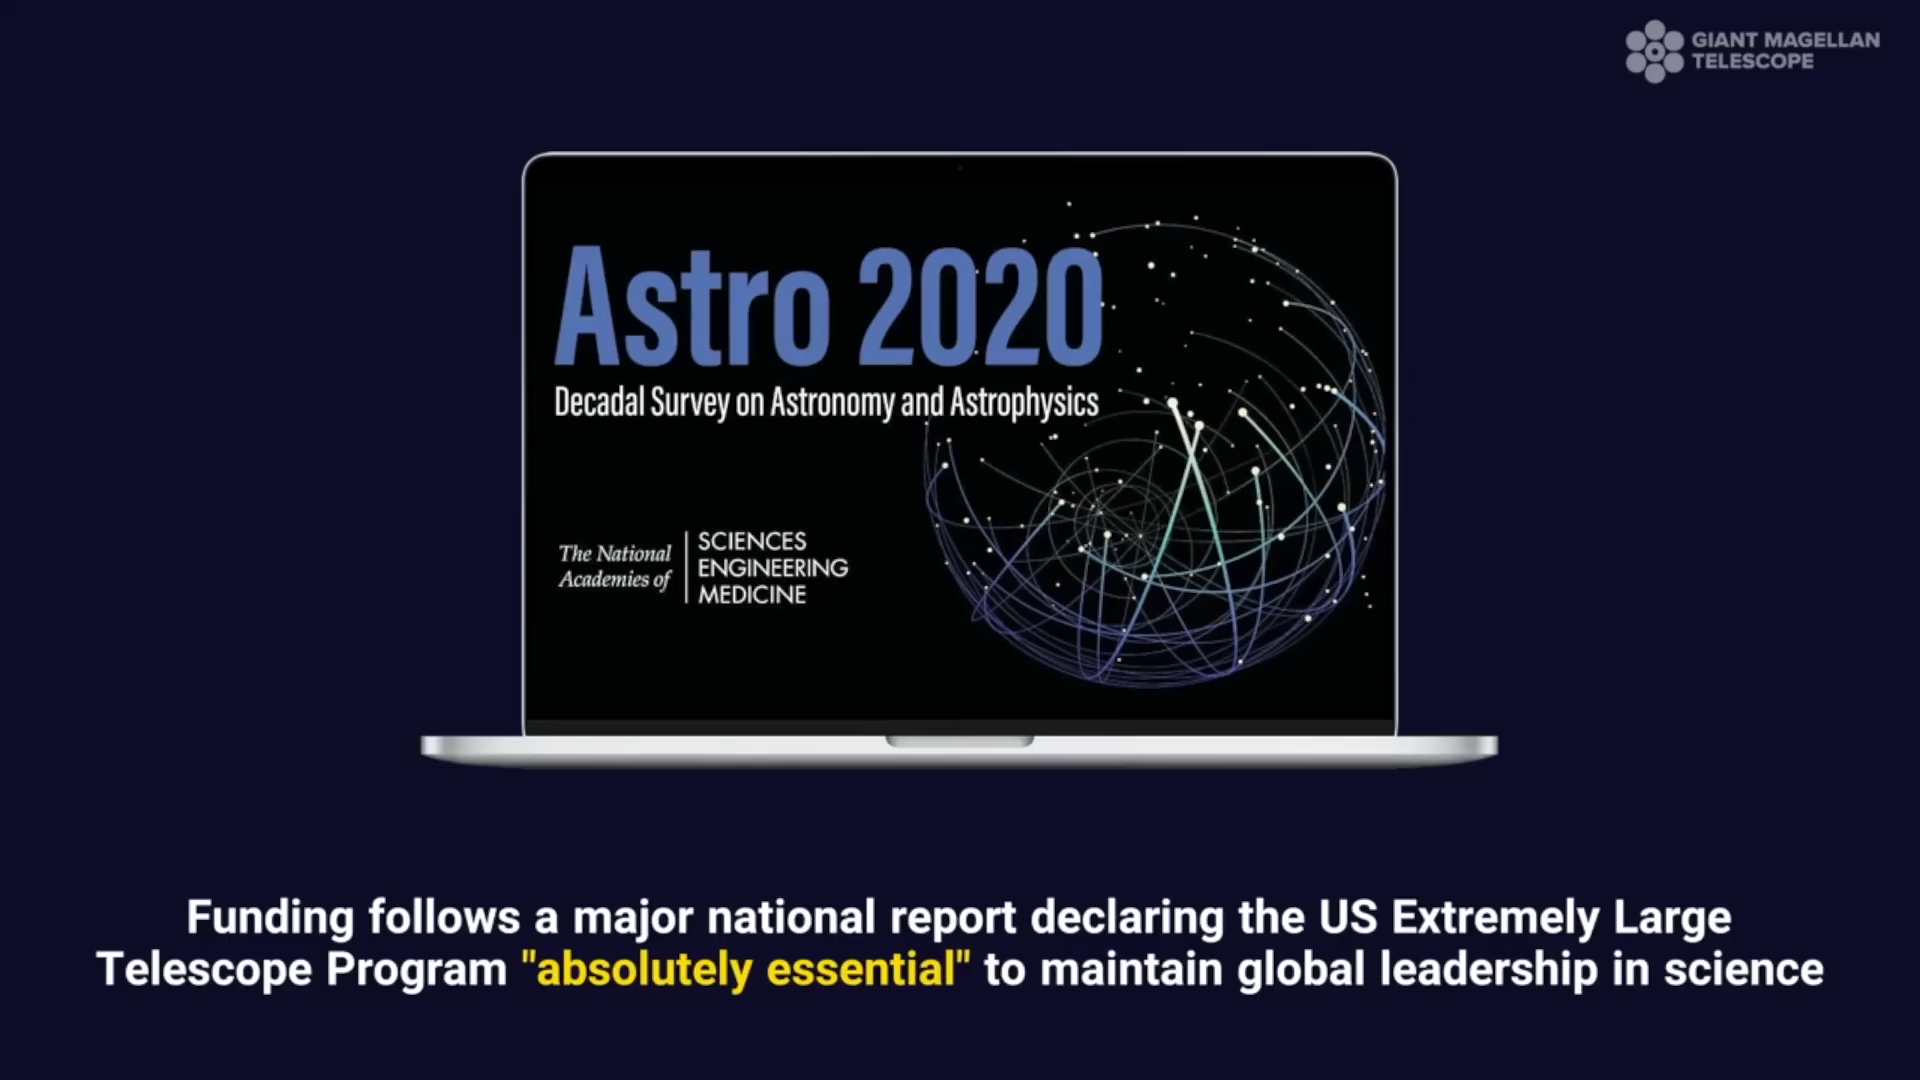 GIANT MAGELLAN
TELESCOPE
Astro 2020
Decadal Survey on Astronomy and Astrophysics
The National
Academies of
SCIENCES
ENGINEERING
MEDICINE
Funding follows a major national report declaring the US Extremely Large
Telescope Program "absolutely essential" to maintain global leadership in science